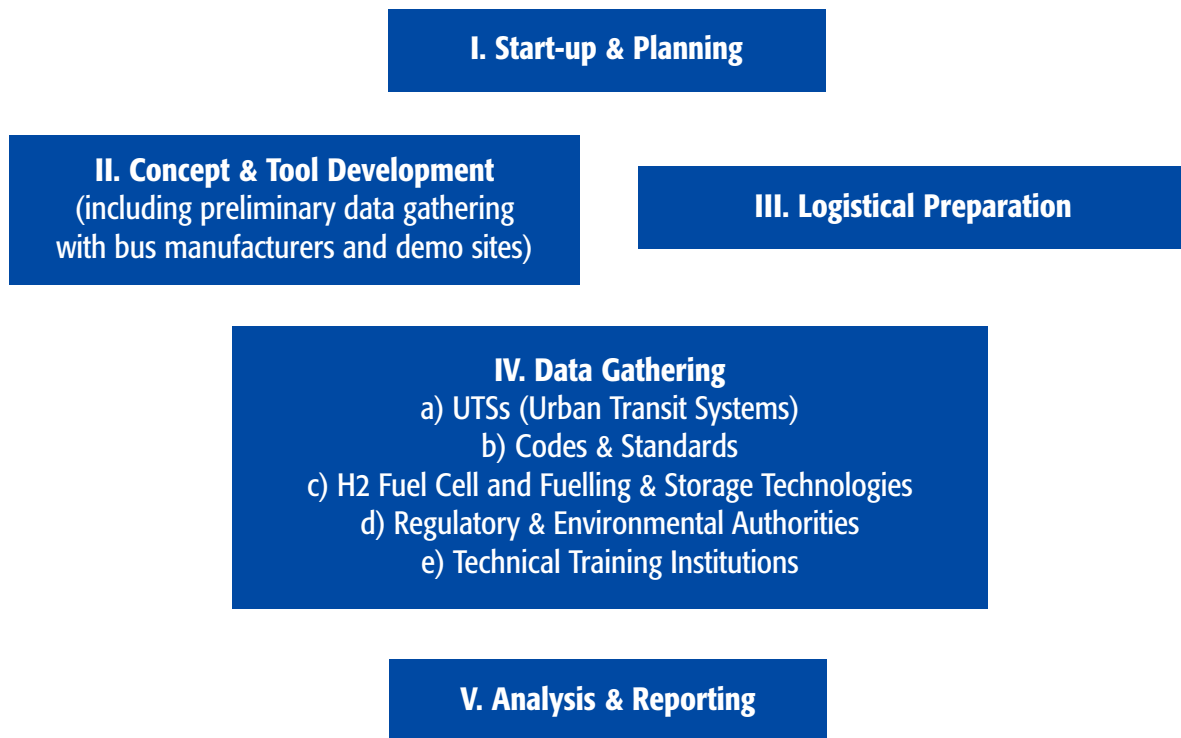 I. Start-up & Planning
II. Concept & Tool Development
(including preliminary data gathering
with bus manufacturers and demo sites)
III. Logistical Preparation
IV. Data Gathering
a) UTSs (Urban Transit Systems)
b) Codes & Standards
c) H2 Fuel Cell and Fuelling & Storage Technologies
d) Regulatory & Environmental Authorities
e) Technical Training Institutions
V. Analysis & Reporting